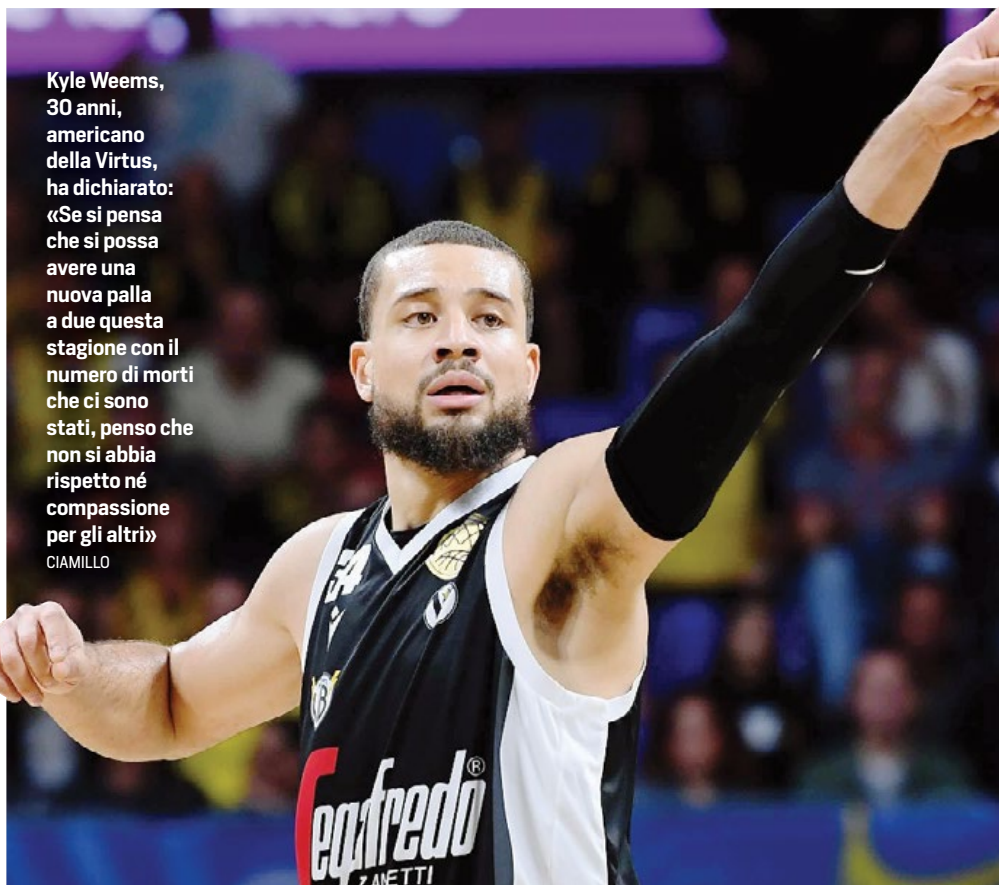 Kyle Weems,
30 anni,
americano
della Virtus,
ha dichiarato:
«Se si pensa
che si possa
avere una
nuova palla
a due questa
stagione con il
numero di morti
che ci sono
stati, penso che
non si abbia
rispetto né
compassione
per gli altri»
CIAMILLO
34
Segafredo®
ZANETTI